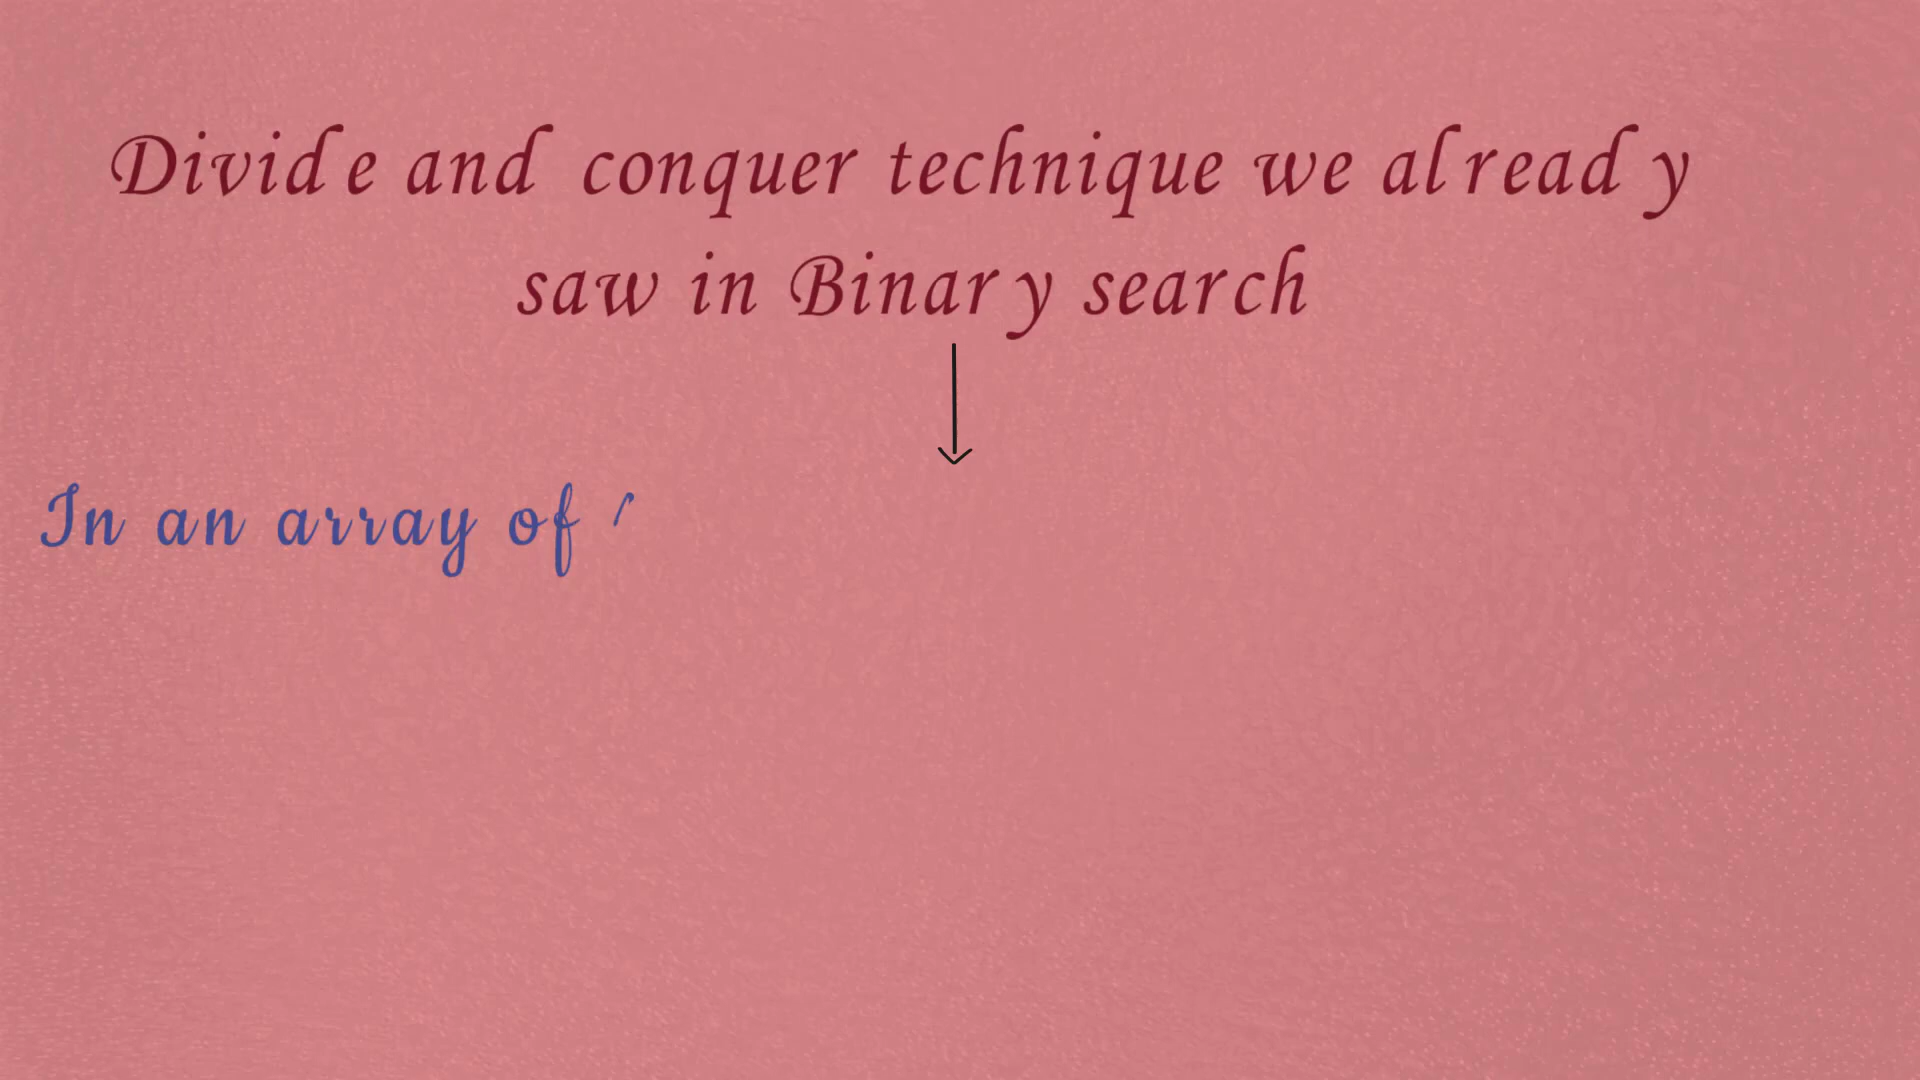 Divide and conquer technique we already
saw in Binary search
In an array of